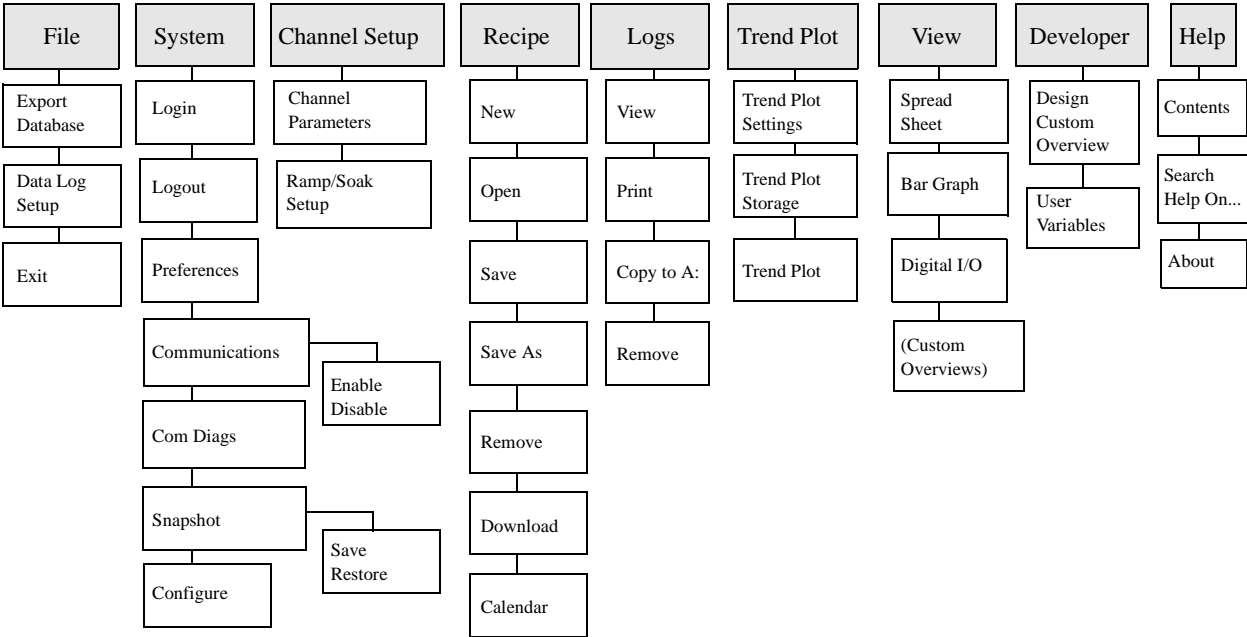 File
System
Channel Setup
Recipe
Logs
Trend Plot
View
Developer
Help
Export
Database
Data Log
Setup
Exit
Login
Logout
Preferences
Communications
Enable
Disable
Com Diags
Snapshot
Save
Restore
Configure
Channel
Parameters
Ramp/Soak
Setup
New
Open
Save
Save As
Remove
Download
Calendar
View
Print
Copy to A:
Remove
Trend Plot
Settings
Trend Plot
Storage
Trend Plot
Spread
Sheet
Bar Graph
Digital I/O
(Custom
Overviews)
Design
Custom
Overview
User
Variables
Contents
Search
Help On...
About